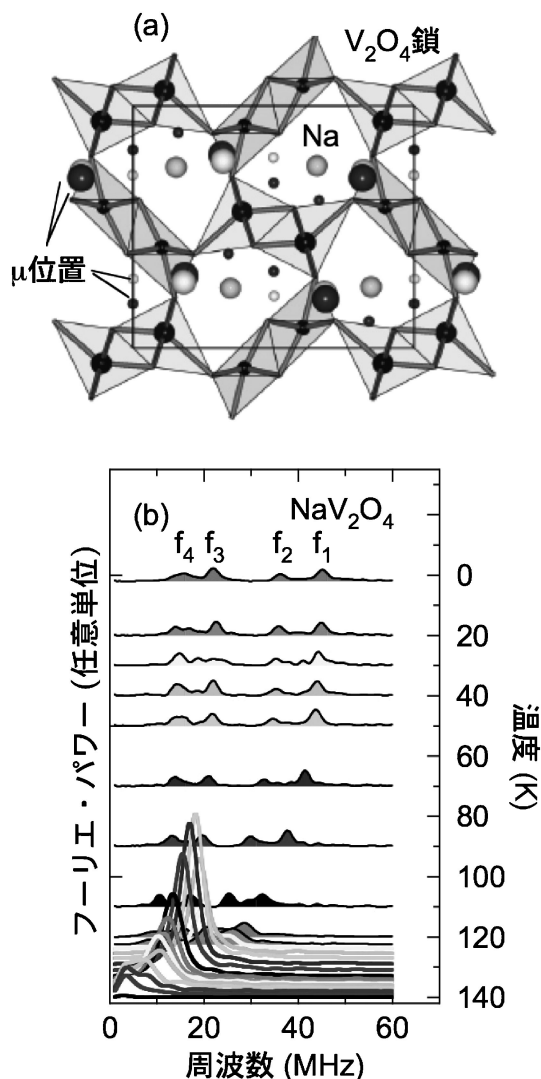 (a)
V₂O₄鎖
Na
μ位置
(b)
NaV₂O₄
f₄ f₃ f₂ f₁
フーリエ・パワー (任意単位)
0
20
40
60
80
100
120
140
温度 (K)
0 20 40 60
周波数 (MHz)